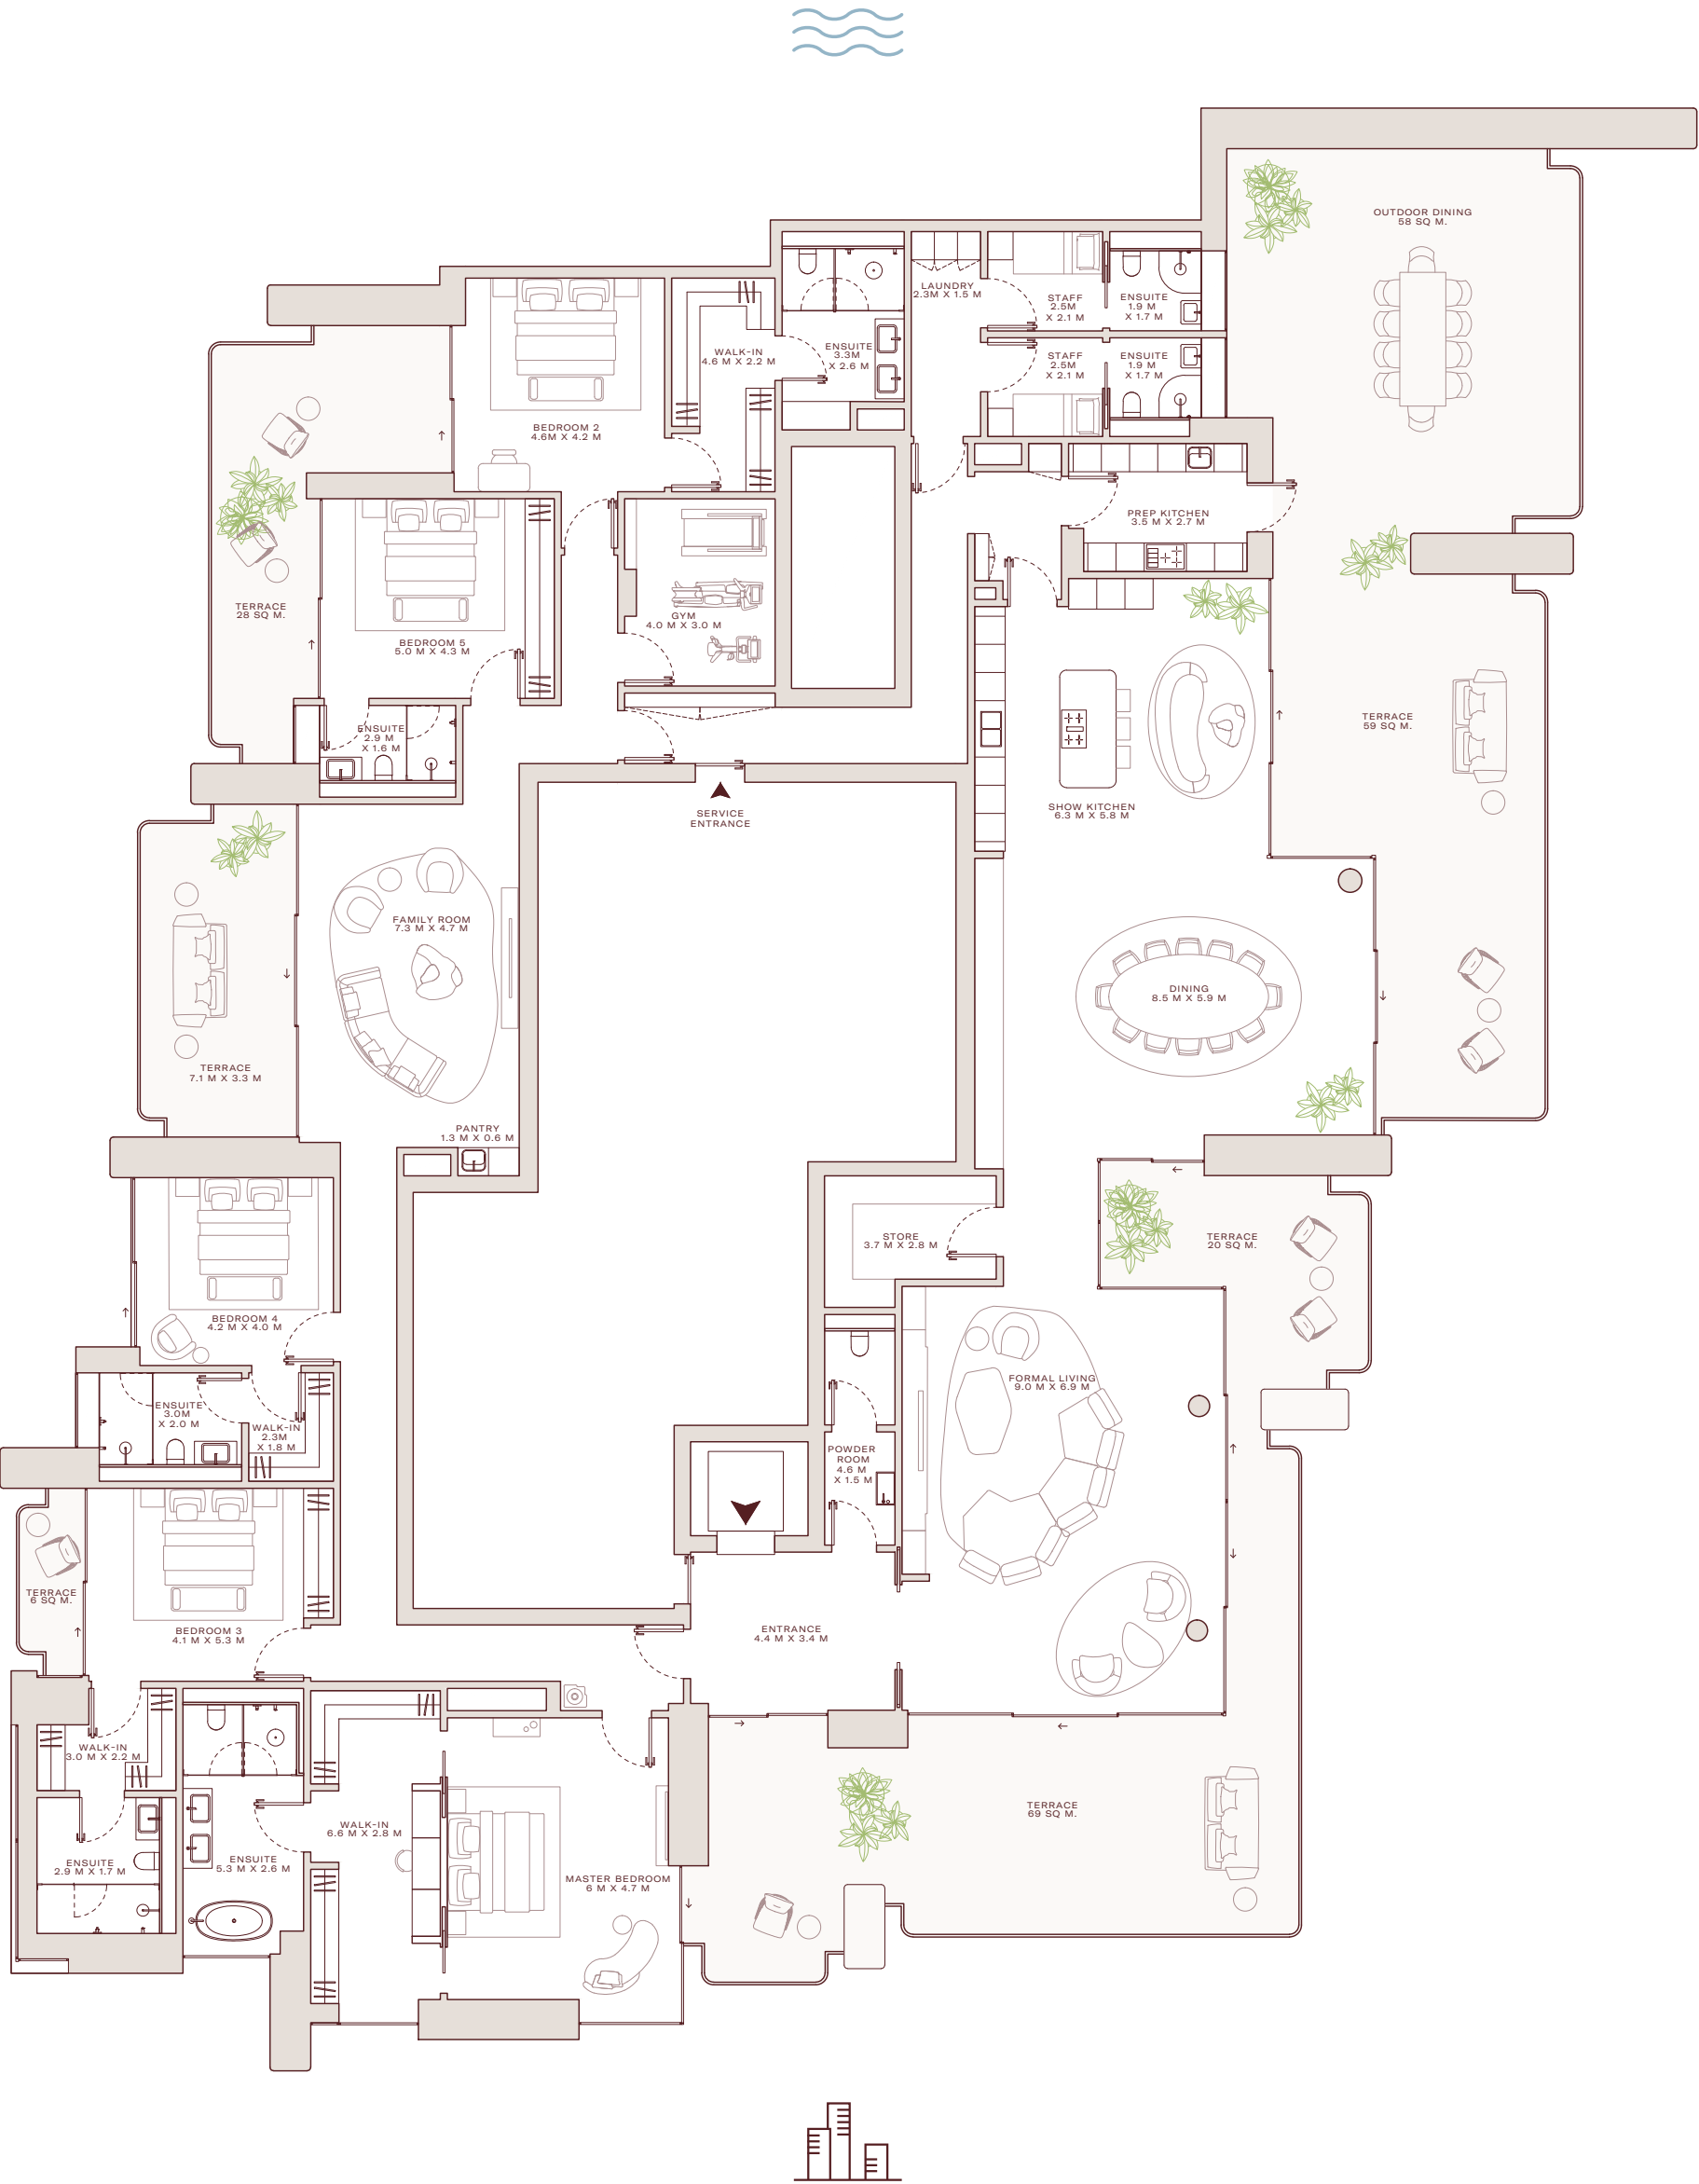 OUTDOOR DINING
58 SQ M.
LAUNDRY
2.3M X 1.5 M
STAFF
2.5M
X 2.1 M
ENSUITE
1.9 M
X 1.7 M
WALK-IN
4.6 M X 2.2 M
ENSUITE
3.3M
X 2.6 M
STAFF
2.5M
X 2.1 M
ENSUITE
1.9 M
X 1.7 M
BEDROOM 2
4.6M X 4.2 M
PREP KITCHEN
3.5 M X 2.7 M
TERRACE
28 SQ M.
GYM
4.0 M X 3.0 M
BEDROOM 5
5.0 M X 4.3 M
TERRACE
59 SQ M.
ENSUITE
2.9 M
X 1.6 M
SHOW KITCHEN
6.3 M X 5.8 M
SERVICE
ENTRANCE
FAMILY ROOM
7.3 M X 4.7 M
DINING
8.5 M X 5.9 M
TERRACE
7.1 M X 3.3 M
PANTRY
1.3 M X 0.6 M
STORE
3.7 M X 2.8 M
TERRACE
20 SQ M.
BEDROOM 4
4.2 M X 4.0 M
FORMAL LIVING
9.0 M X 6.9 M
ENSUITE
3.0M
X 2.0 M
WALK-IN
2.3M
X 1.8 M
POWDER
ROOM
4.6 M
X 1.5 M
TERRACE
6 SQ M.
BEDROOM 3
4.1 M X 5.3 M
ENTRANCE
4.4 M X 3.4 M
WALK-IN
3.0 M X 2.2 M
TERRACE
69 SQ M.
WALK-IN
6.6 M X 2.8 M
ENSUITE
2.9 M X 1.7 M
ENSUITE
5.3 M X 2.6 M
MASTER BEDROOM
6 M X 4.7 M